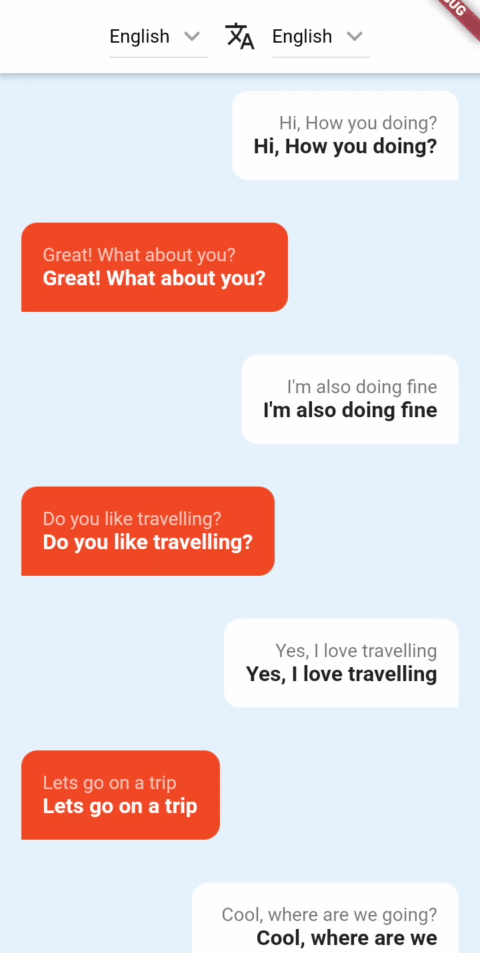 English English
UG
Hi, How you doing?
Hi, How you doing?
Great! What about you?
Great! What about you?
I'm also doing fine
I'm also doing fine
Do you like travelling?
Do you like travelling?
Yes, I love travelling
Yes, I love travelling
Lets go on a trip
Lets go on a trip
Cool, where are we going?
Cool, where are we